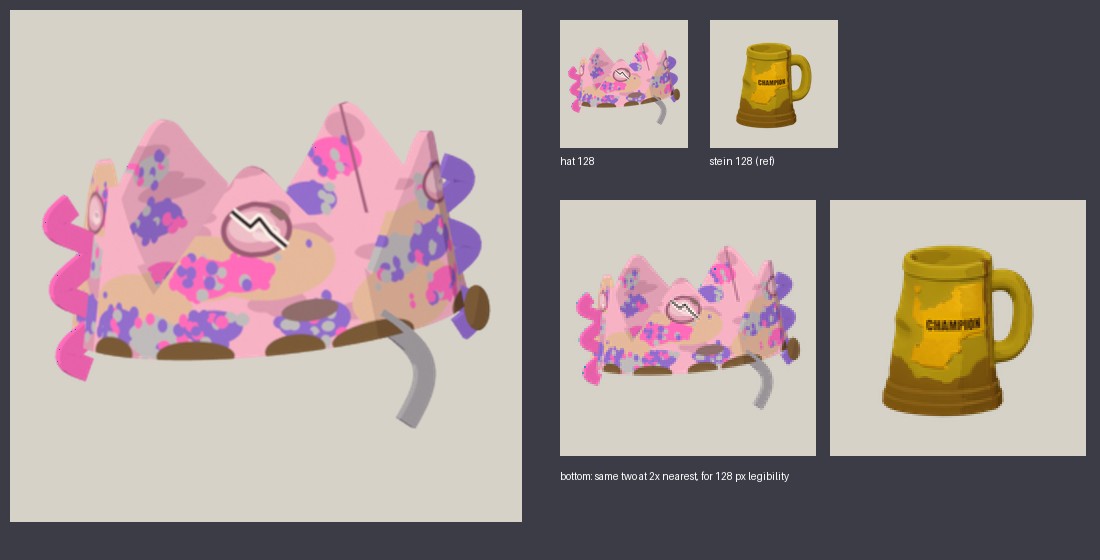 hat 128
stein 128 (ref)
CHAMPION
CHAMPION
bottom: same two at 2x nearest, for 128 px legibility